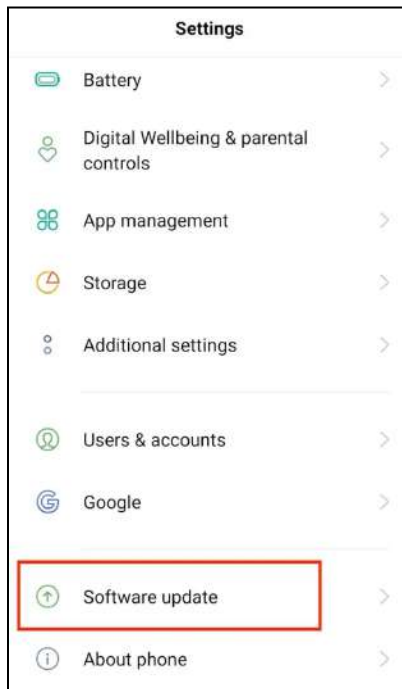 Settings
Battery
Digital Wellbeing & parental
controls
App management
Storage
Additional settings
Users & accounts
Google
Software update
About phone